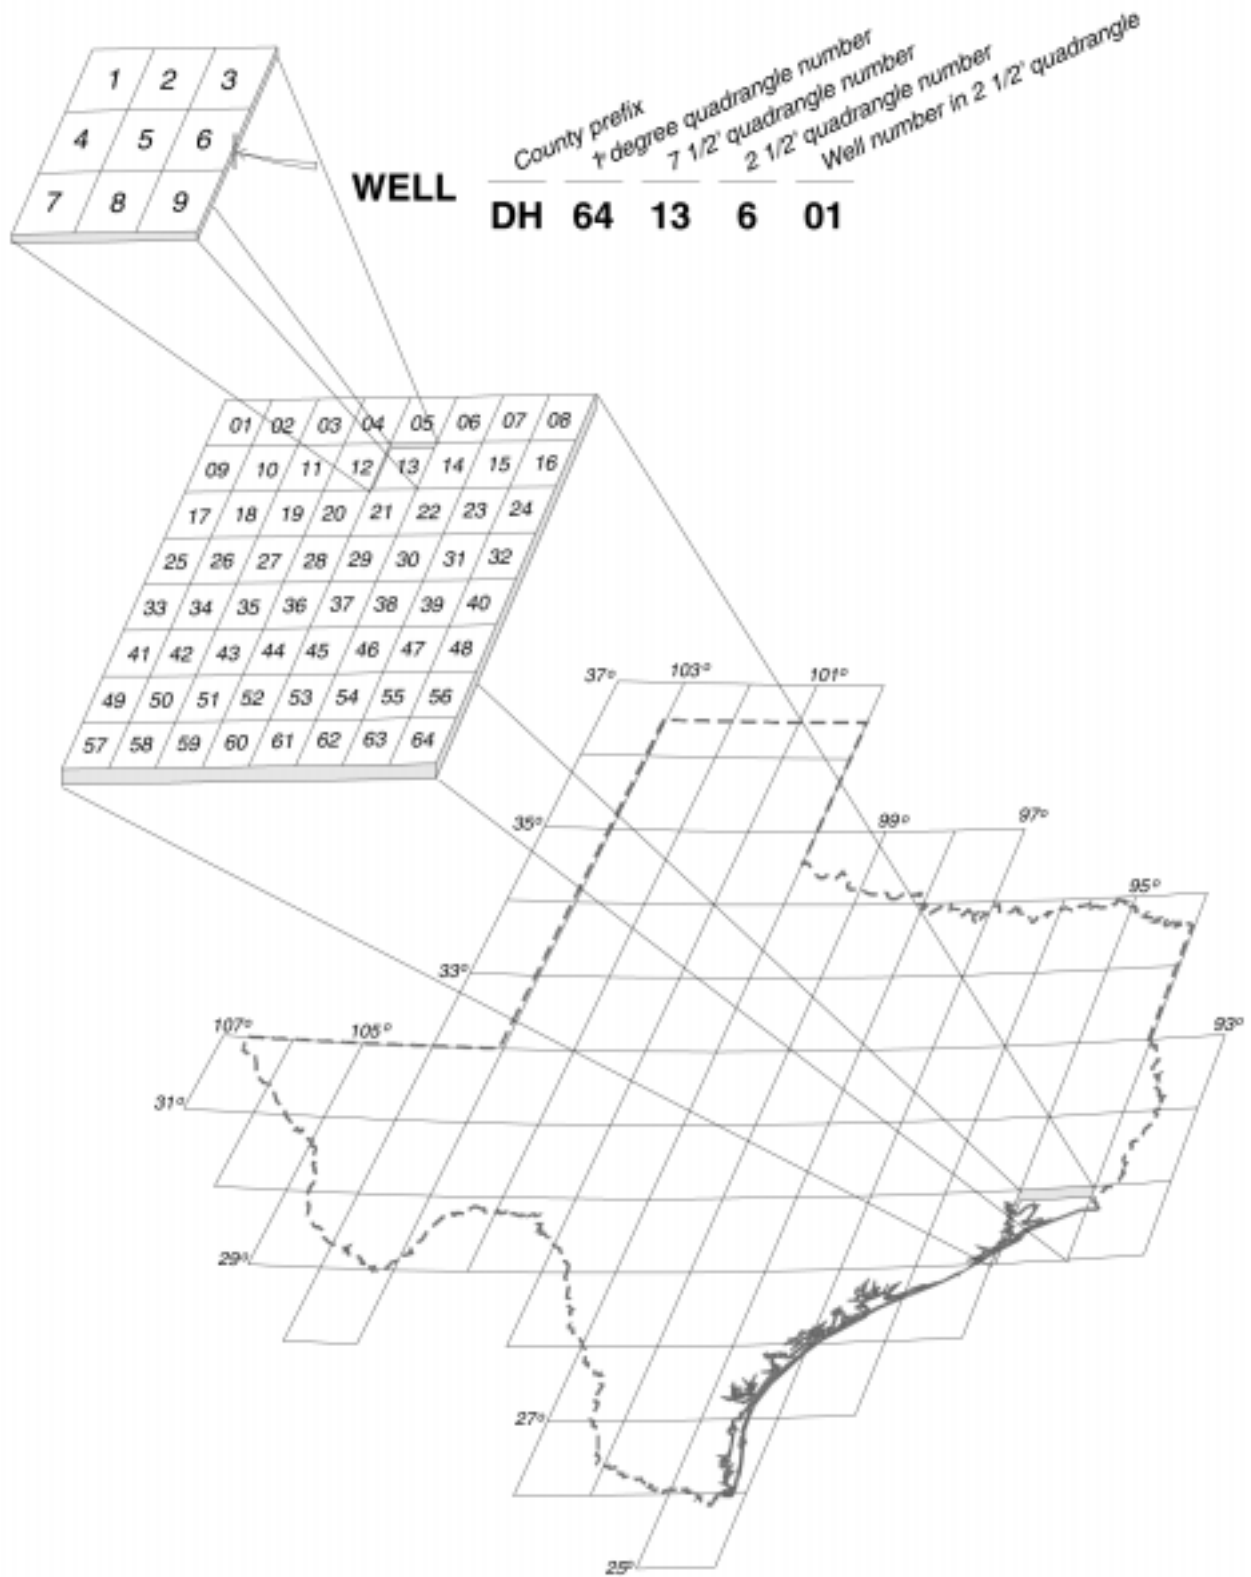 County prefix
1° degree quadrangle number
7 1/2' quadrangle number
2 1/2' quadrangle number
Well number in 2 1/2' quadrangle
1 2 3
4 5 6
7 8 9
WELL DH 64 13 6 01
01 02 03 04 05 06 07 08
09 10 11 12 13 14 15 16
17 18 19 20 21 22 23 24
25 26 27 28 29 30 31 32
33 34 35 36 37 38 39 40
41 42 43 44 45 46 47 48
49 50 51 52 53 54 55 56
57 58 59 60 61 62 63 64
37° 103° 101°
35° 99° 97°
95°
33°
107° 105° 93°
31°
29°
27°
25°